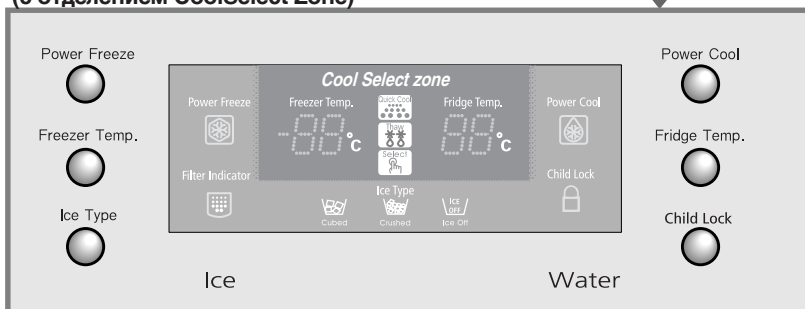 (с отделением CoolSelect Zone)
Power Freeze
Power Cool
Cool Select zone
Power Freeze
Freezer Temp.
Quick Cool
Fridge Temp.
Power Cool
Freezer Temp.
-88°c
Thaw
88°c
Fridge Temp.
Select
Filter Indicator
Child Lock
Ice Type
Ice Type
ICE
OFF
Child Lock
Cubed
Crushed
Ice Off
Ice
Water